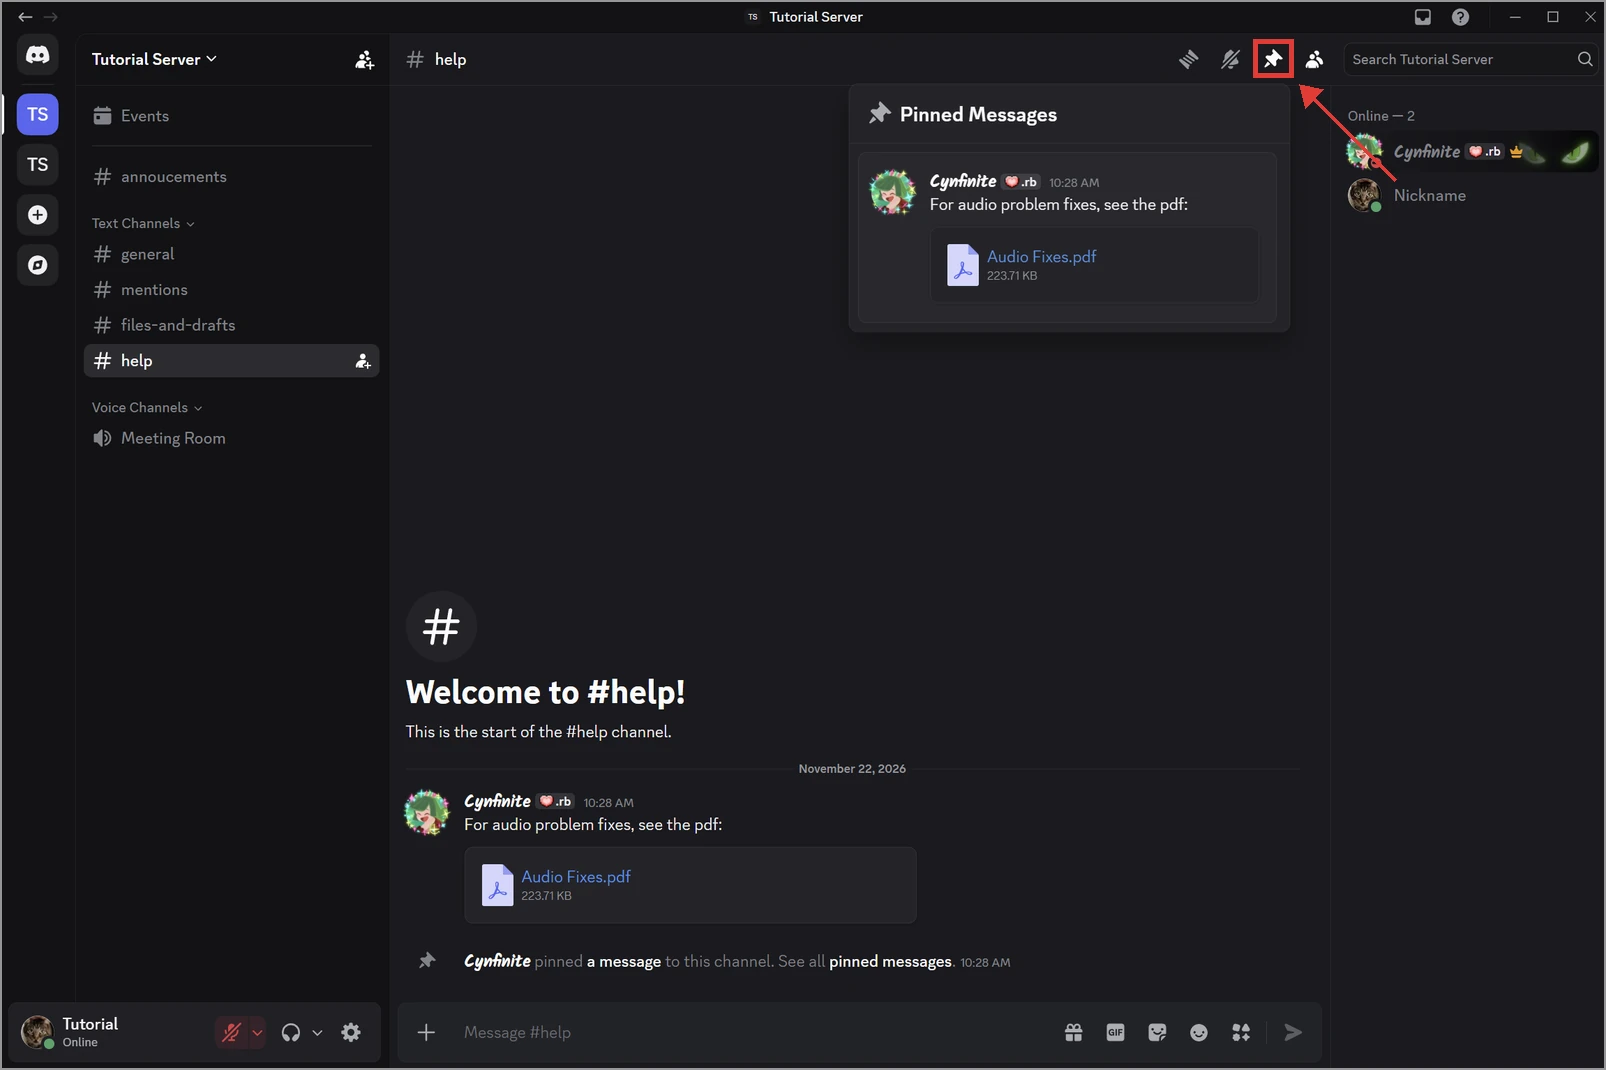 TS Tutorial Server
Tutorial Server
help
Search Tutorial Server
TS
TS
Events
annoucements
Text Channels
general
mentions
files-and-drafts
help
Voice Channels
Meeting Room
Pinned Messages
Cynfinite .rb 10:28 AM
For audio problem fixes, see the pdf:
Audio Fixes.pdf
223.71 KB
Online — 2
Cynfinite .rb
Nickname
Welcome to #help!
This is the start of the #help channel.
November 22, 2026
Cynfinite .rb 10:28 AM
For audio problem fixes, see the pdf:
Audio Fixes.pdf
223.71 KB
Cynfinite pinned a message to this channel. See all pinned messages. 10:28 AM
Tutorial
Online
Message #help
GIF